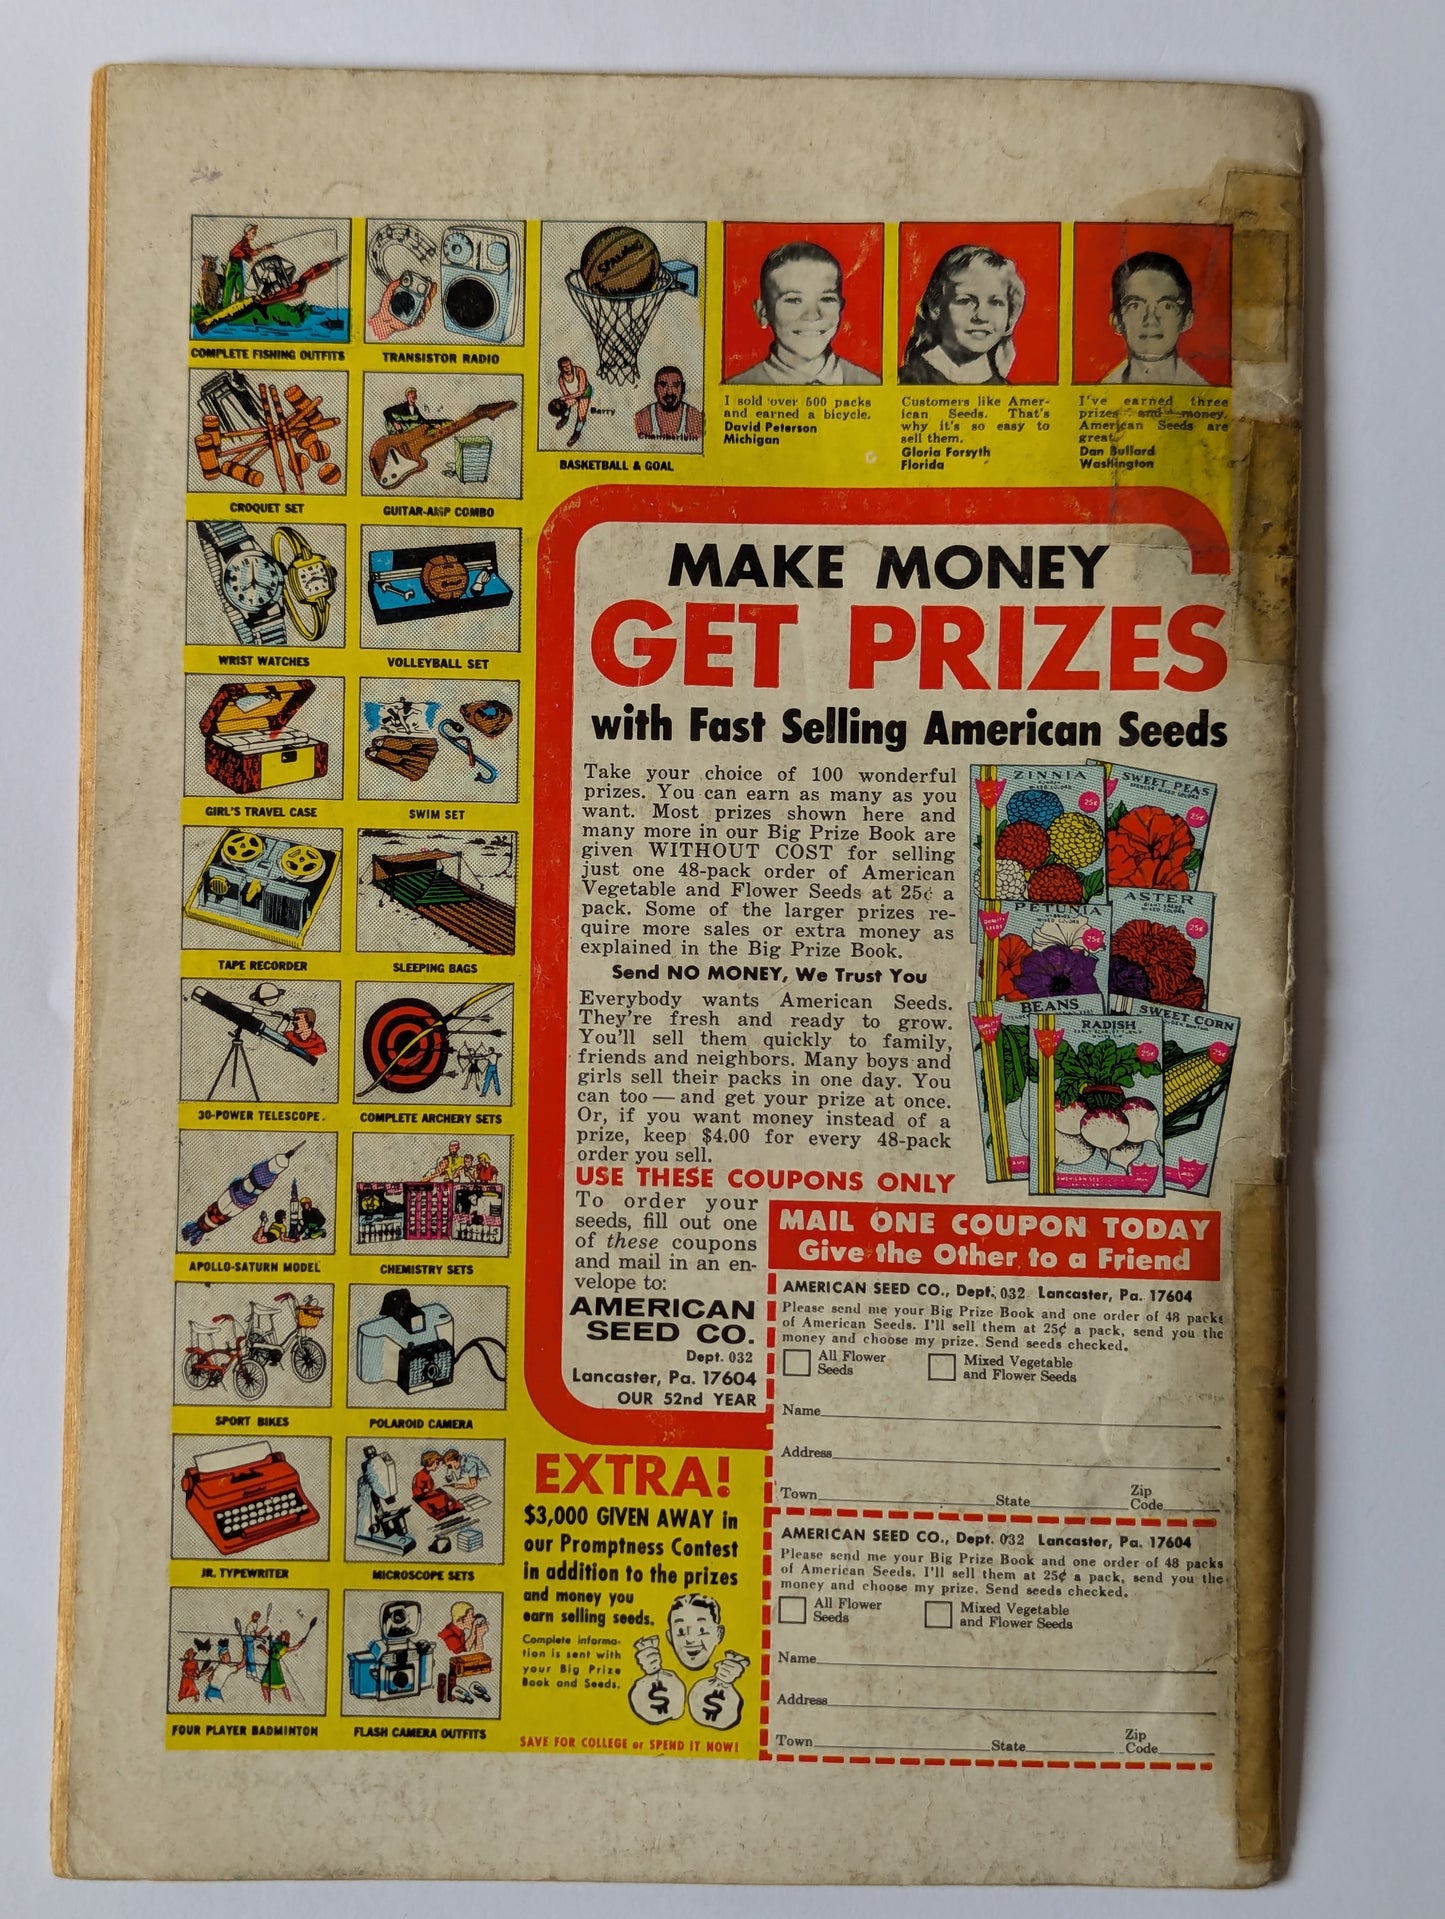 COMPLETE FISHING OUTFITS
TRANSISTOR RADIO
SPALDING
Barry
Chamberlain
BASKETBALL & GOAL
I sold over 500 packs
and earned a bicycle.
David Peterson
Michigan
Customers like Amer-
ican Seeds. That's
why it's so easy to
sell them.
Gloria Forsyth
Florida
I've earned three
prizes and money.
American Seeds are
great.
Dan Bullard
Washington
CROQUET SET
GUITAR-AMP COMBO
WRIST WATCHES
VOLLEYBALL SET
GIRL'S TRAVEL CASE
SWIM SET
TAPE RECORDER
SLEEPING BAGS
30-POWER TELESCOPE.
COMPLETE ARCHERY SETS
APOLLO-SATURN MODEL
CHEMISTRY SETS
SPORT BIKES
POLAROID CAMERA
JR. TYPEWRITER
MICROSCOPE SETS
FOUR PLAYER BADMINTON
FLASH CAMERA OUTFITS
MAKE MONEY
GET PRIZES
with Fast Selling American Seeds
Take your choice of 100 wonderful
prizes. You can earn as many as you
want. Most prizes shown here and
many more in our Big Prize Book are
given WITHOUT COST for selling
just one 48-pack order of American
Vegetable and Flower Seeds at 25¢ a
pack. Some of the larger prizes re-
quire more sales or extra money as
explained in the Big Prize Book.
Send NO MONEY, We Trust You
Everybody wants American Seeds.
They're fresh and ready to grow.
You'll sell them quickly to family,
friends and neighbors. Many boys and
girls sell their packs in one day. You
can too — and get your prize at once.
Or, if you want money instead of a
prize, keep $4.00 for every 48-pack
order you sell.
USE THESE COUPONS ONLY
To order your
seeds, fill out one
of these coupons
and mail in an en-
velope to:
AMERICAN
SEED CO.
Dept. 032
Lancaster, Pa. 17604
OUR 52nd YEAR
ZINNIA
MIXED COLORS
25¢
SWEET PEAS
25¢
PETUNIA
MIXED COLORS
25¢
ASTER
MIXED COLORS
25¢
BEANS
RADISH
25¢
SWEET CORN
25¢
AMERICAN SEED
MAIL ONE COUPON TODAY
Give the Other to a Friend
AMERICAN SEED CO., Dept. 032 Lancaster, Pa. 17604
Please send me your Big Prize Book and one order of 48 packs
of American Seeds. I'll sell them at 25¢ a pack, send you the
money and choose my prize. Send seeds checked.
All Flower
Seeds
Mixed Vegetable
and Flower Seeds
Name
Address
Town State Zip
Code
AMERICAN SEED CO., Dept. 032 Lancaster, Pa. 17604
Please send me your Big Prize Book and one order of 48 packs
of American Seeds. I'll sell them at 25¢ a pack, send you the
money and choose my prize. Send seeds checked.
All Flower
Seeds
Mixed Vegetable
and Flower Seeds
Name
Address
Town State Zip
Code
EXTRA!
$3,000 GIVEN AWAY in
our Promptness Contest
in addition to the prizes
and money you
earn selling seeds.
Complete informa-
tion is sent with
your Big Prize
Book and Seeds.
$ $
SAVE FOR COLLEGE or SPEND IT NOW!